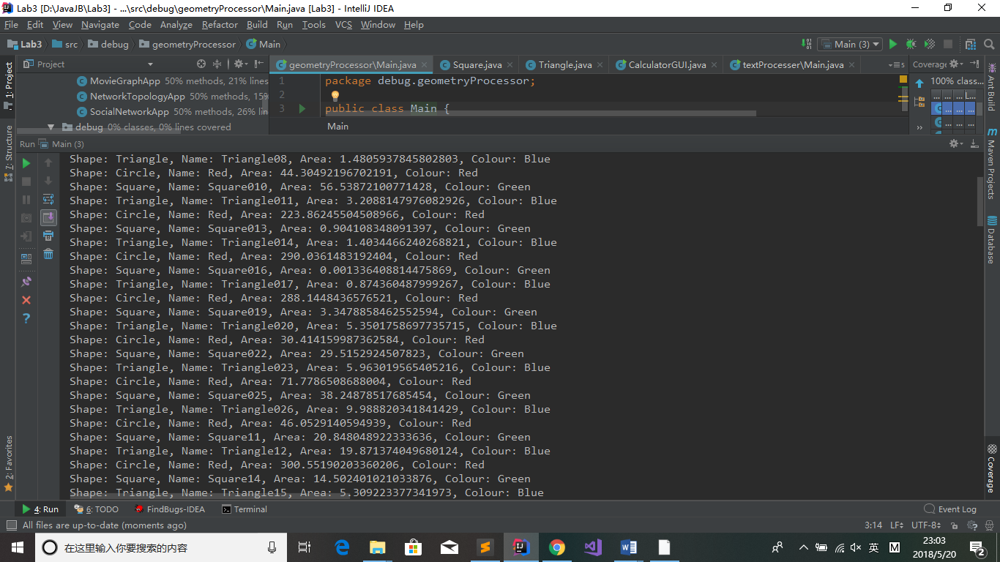 Lab3 [D:\JavaJB\Lab3] - ...\src\debug\geometryProcessor\Main.java [Lab3] - IntelliJ IDEA
File Edit View Navigate Code Analyze Refactor Build Run Tools VCS Window Help
Lab3 src debug geometryProcessor Main Main (3)
Project geometryProcessor\Main.java Square.java Triangle.java CalculatorGUI.java textProcesser\Main.java Coverage
MovieGraphApp 50% methods, 21% lines
NetworkTopologyApp 50% methods, 15%
SocialNetworkApp 50% methods, 26% lin
debug 0% classes, 0% lines covered
1 package debug.geometryProcessor;
2
3 public class Main {
Main
100% class...
... ... ... L...
... ... ...
... ... ...
Run Main (3)
Shape: Triangle, Name: Triangle08, Area: 1.4805937845802803, Colour: Blue
Shape: Circle, Name: Red, Area: 44.30492196702191, Colour: Red
Shape: Square, Name: Square010, Area: 56.53872100771428, Colour: Green
Shape: Triangle, Name: Triangle011, Area: 3.2088147976082926, Colour: Blue
Shape: Circle, Name: Red, Area: 223.86245504508966, Colour: Red
Shape: Square, Name: Square013, Area: 0.904108348091397, Colour: Green
Shape: Triangle, Name: Triangle014, Area: 1.4034466240268821, Colour: Blue
Shape: Circle, Name: Red, Area: 290.0361483192404, Colour: Red
Shape: Square, Name: Square016, Area: 0.001336408814475869, Colour: Green
Shape: Triangle, Name: Triangle017, Area: 0.874360487999267, Colour: Blue
Shape: Circle, Name: Red, Area: 288.1448436576521, Colour: Red
Shape: Square, Name: Square019, Area: 3.3478858462552594, Colour: Green
Shape: Triangle, Name: Triangle020, Area: 5.3501758697735715, Colour: Blue
Shape: Circle, Name: Red, Area: 30.414159987362584, Colour: Red
Shape: Square, Name: Square022, Area: 29.5152924507823, Colour: Green
Shape: Triangle, Name: Triangle023, Area: 5.963019565405216, Colour: Blue
Shape: Circle, Name: Red, Area: 71.7786508688004, Colour: Red
Shape: Square, Name: Square025, Area: 38.24878517685454, Colour: Green
Shape: Triangle, Name: Triangle026, Area: 9.988820341841429, Colour: Blue
Shape: Circle, Name: Red, Area: 46.0529140594939, Colour: Red
Shape: Square, Name: Square11, Area: 20.848048922333636, Colour: Green
Shape: Triangle, Name: Triangle12, Area: 19.871374049680124, Colour: Blue
Shape: Circle, Name: Red, Area: 300.55190203360206, Colour: Red
Shape: Square, Name: Square14, Area: 14.502401021033876, Colour: Green
Shape: Triangle, Name: Triangle15, Area: 5.309223377341973, Colour: Blue
1: Project
7: Structure
2: Favorites
Ant Build
Maven Projects
Database
Coverage
4: Run 6: TODO FindBugs-IDEA Terminal Event Log
All files are up-to-date (moments ago) 3:14 LF UTF-8
在这里输入你要搜索的内容 英 M 23:03
2018/5/20 2